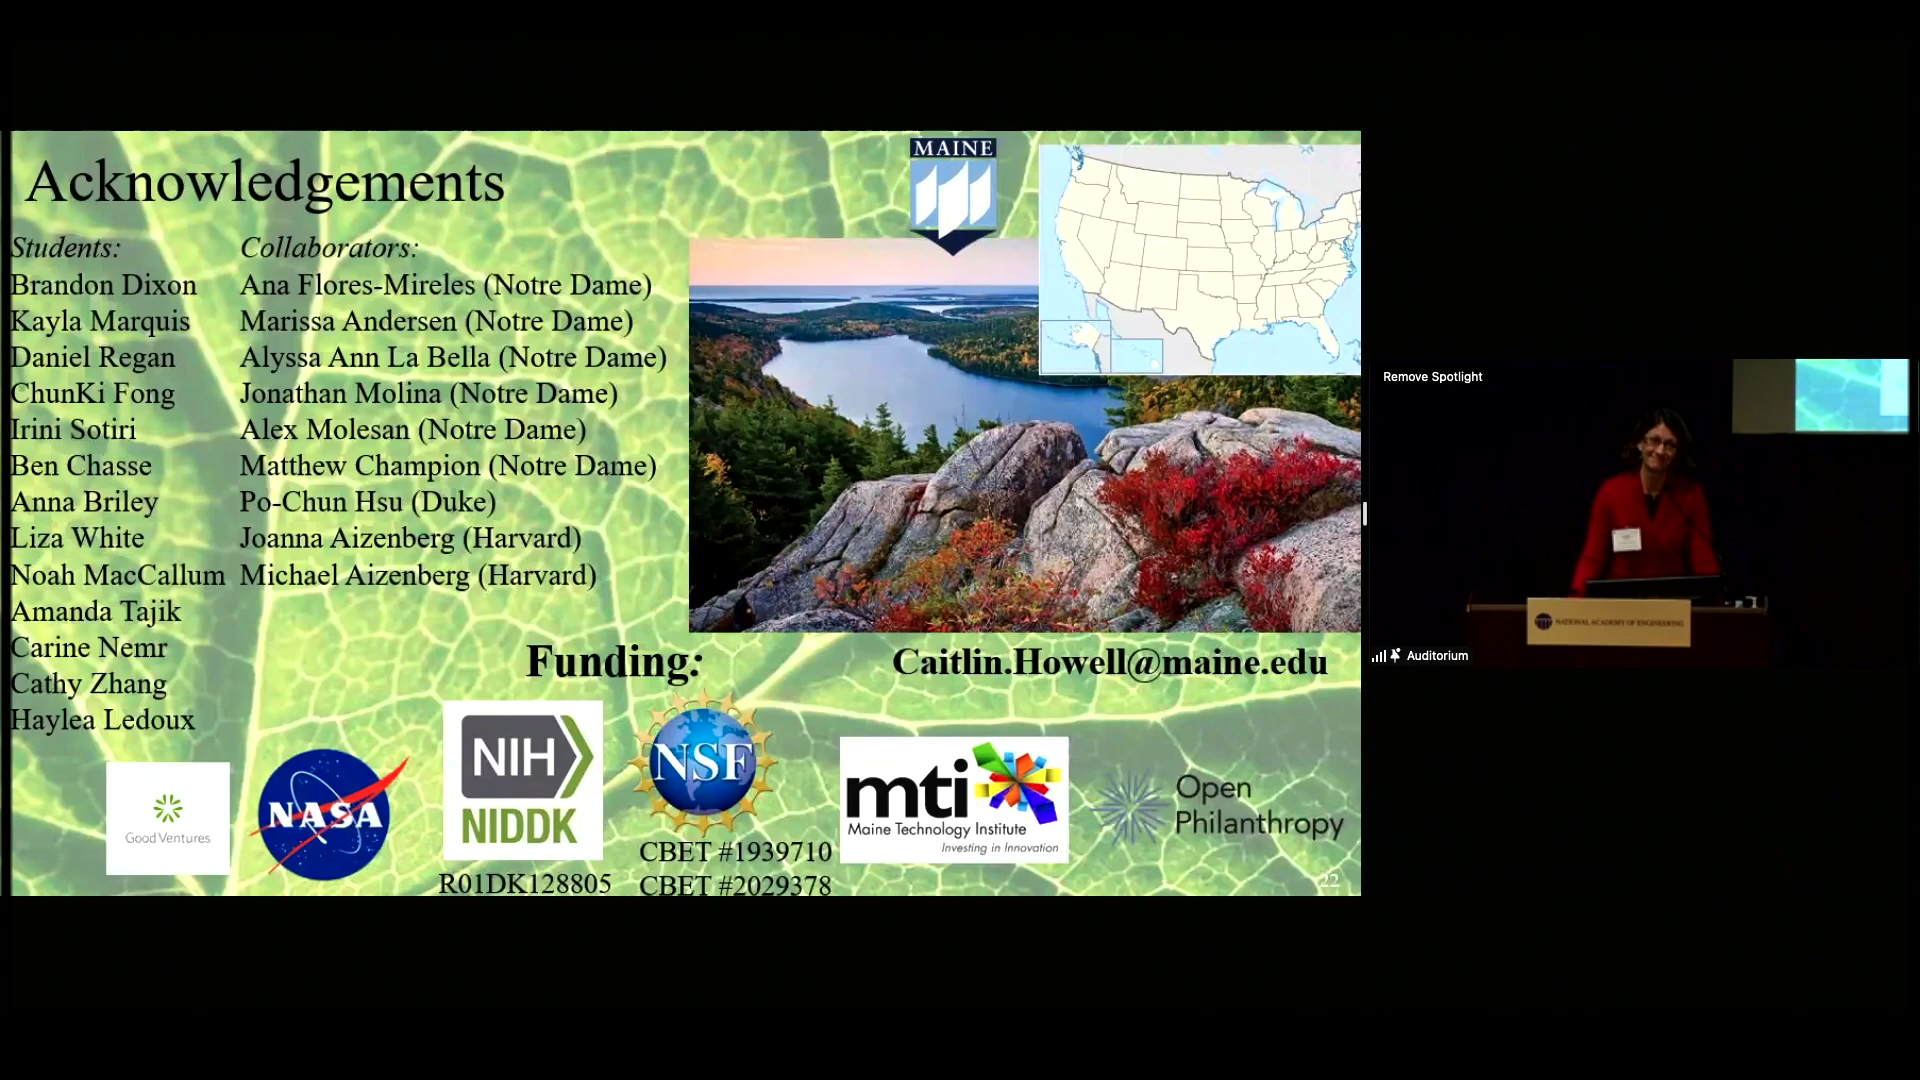 Acknowledgements
Students:
Brandon Dixon
Kayla Marquis
Daniel Regan
ChunKi Fong
Irini Sotiri
Ben Chasse
Anna Briley
Liza White
Noah MacCallum
Amanda Tajik
Carine Nemr
Cathy Zhang
Haylea Ledoux
Collaborators:
Ana Flores-Mireles (Notre Dame)
Marissa Andersen (Notre Dame)
Alyssa Ann La Bella (Notre Dame)
Jonathan Molina (Notre Dame)
Alex Molesan (Notre Dame)
Matthew Champion (Notre Dame)
Po-Chun Hsu (Duke)
Joanna Aizenberg (Harvard)
Michael Aizenberg (Harvard)
MAINE
Funding:
Caitlin.Howell@maine.edu
Good Ventures
NASA
NIH
NIDDK
R01DK128805
NSF
CBET #1939710
CBET #2029378
mti
Maine Technology Institute
Investing in Innovation
Open
Philanthropy
22
Remove Spotlight
NATIONAL ACADEMY OF ENGINEERING
Auditorium